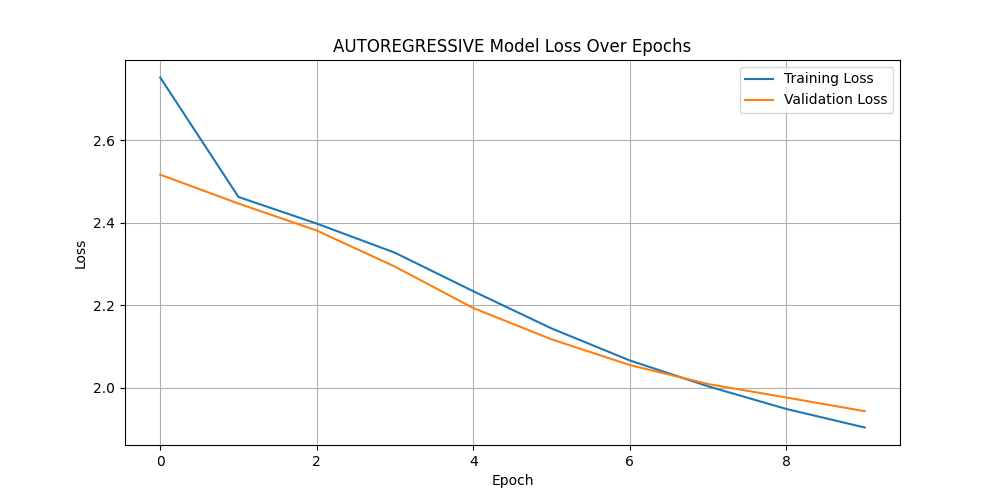 AUTOREGRESSIVE Model Loss Over Epochs
Training Loss
Validation Loss
Loss
2.6
2.4
2.2
2.0
0 2 4 6 8
Epoch